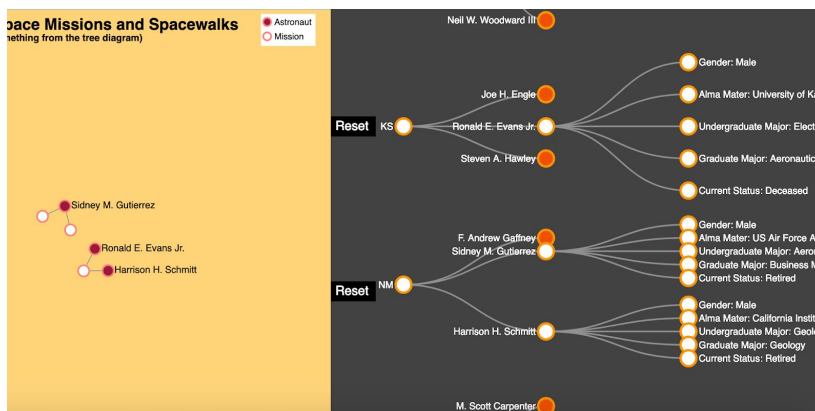 pace Missions and Spacewalks
mething from the tree diagram)
Astronaut
Mission
Sidney M. Gutierrez
Ronald E. Evans Jr.
Harrison H. Schmitt
Neil W. Woodward III
Reset
KS
Joe H. Engle
Ronald E. Evans Jr.
Steven A. Hawley
Gender: Male
Alma Mater: University of Ka
Undergraduate Major: Elect
Graduate Major: Aeronautic
Current Status: Deceased
Reset
NM
F. Andrew Gaffney
Sidney M. Gutierrez
Harrison H. Schmitt
Gender: Male
Alma Mater: US Air Force A
Undergraduate Major: Aero
Graduate Major: Business M
Current Status: Retired
Gender: Male
Alma Mater: California Instit
Undergraduate Major: Geolo
Graduate Major: Geology
Current Status: Retired
M. Scott Carpenter